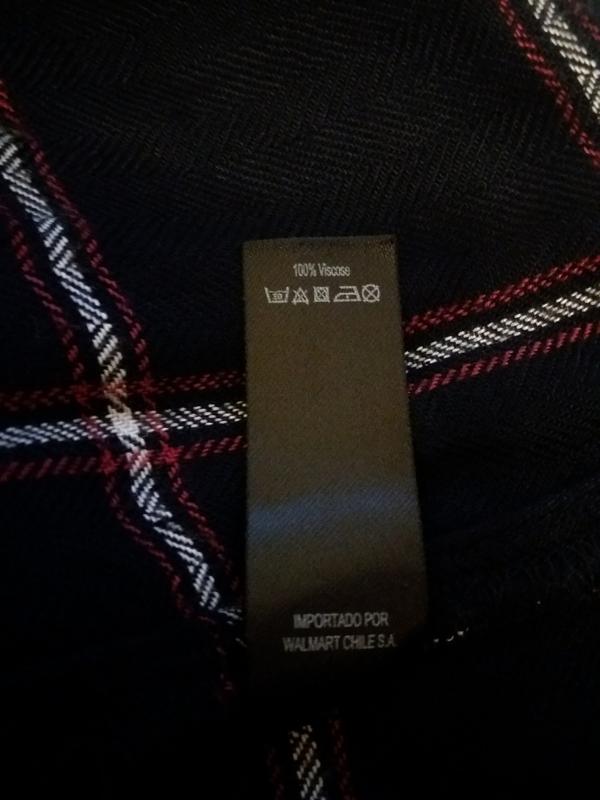 100% Viscose
IMPORTADO POR
WALMART CHILE S.A.